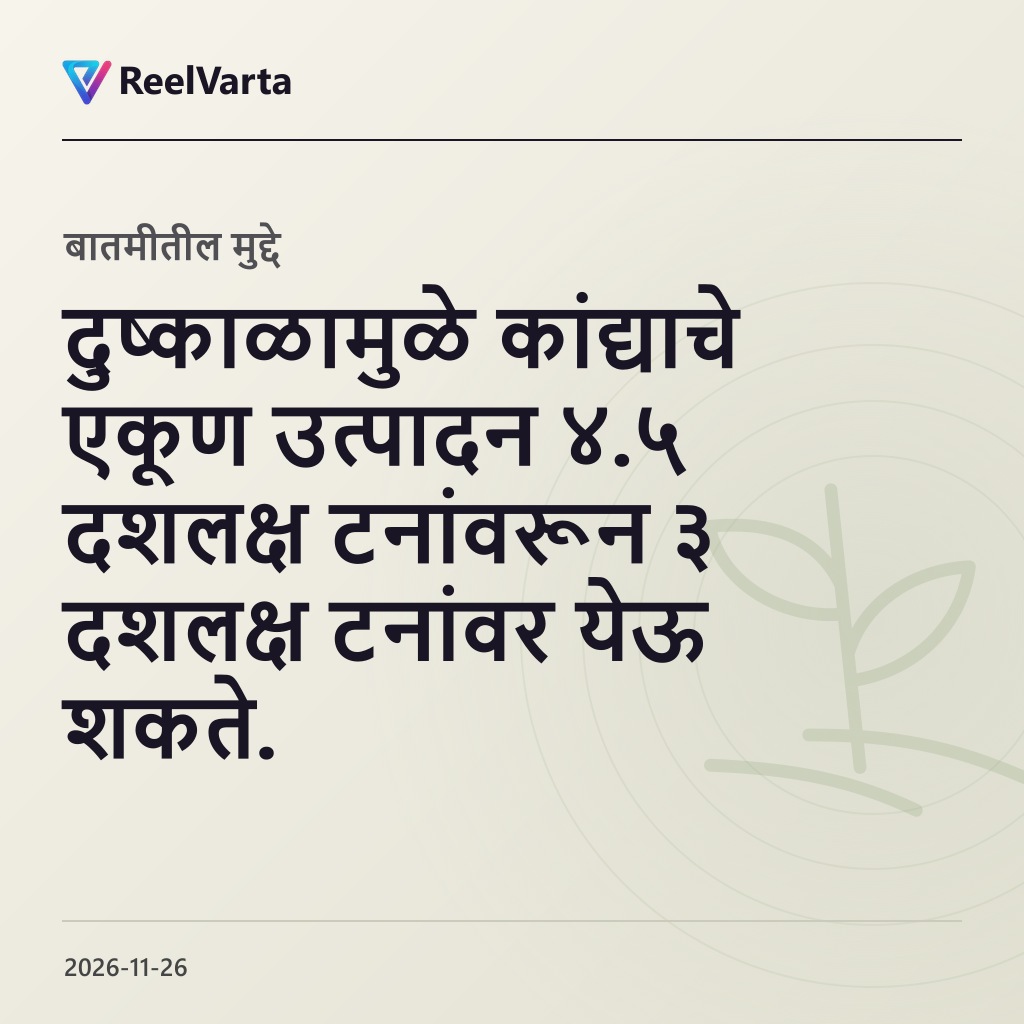 ReelVarta
बातमीतील मुद्दे
दुष्काळामुळे कांद्याचे
एकूण उत्पादन ४.५
दशलक्ष टनांवरून ३
दशलक्ष टनांवर येऊ
शकते.
2026-11-26